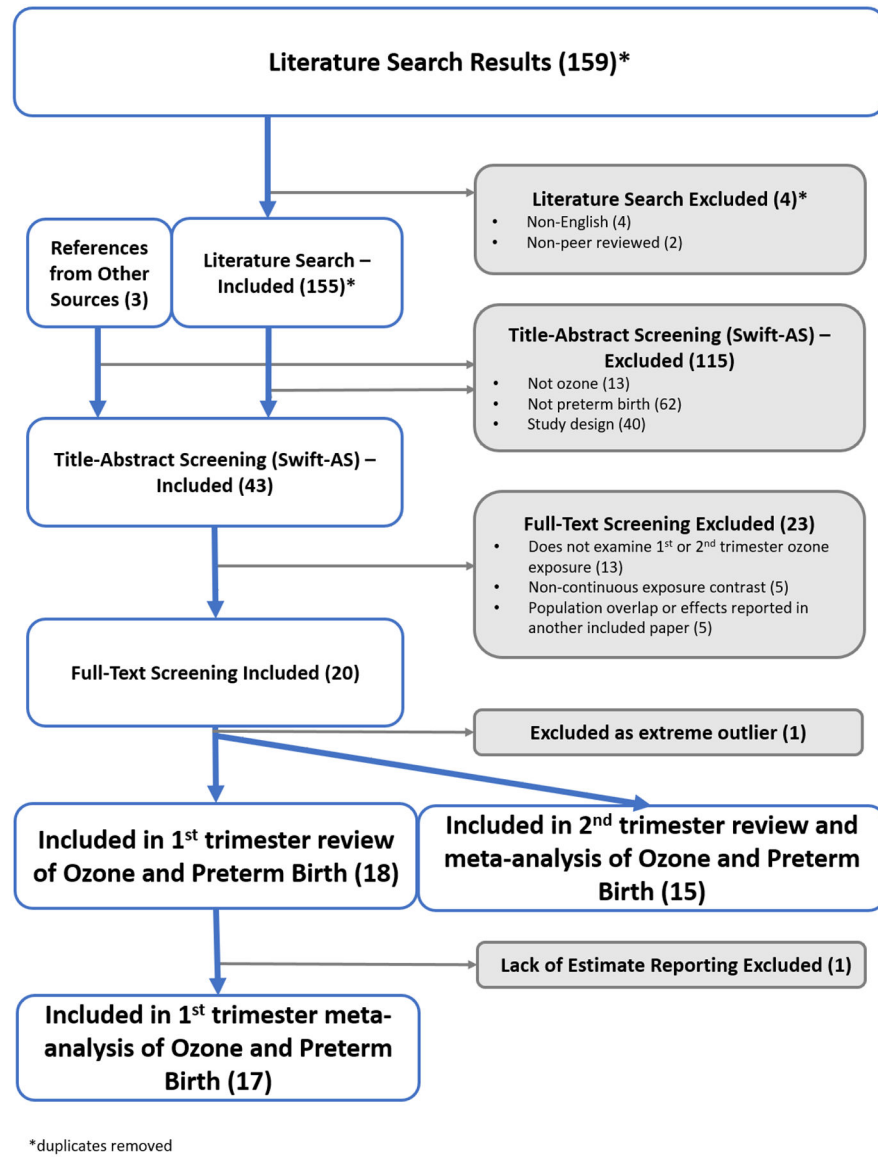 Literature Search Results (159)*
Literature Search Excluded (4)*
• Non-English (4)
• Non-peer reviewed (2)
References
from Other
Sources (3)
Literature Search –
Included (155)*
Title-Abstract Screening (Swift-AS) –
Excluded (115)
• Not ozone (13)
• Not preterm birth (62)
• Study design (40)
Title-Abstract Screening (Swift-AS) –
Included (43)
Full-Text Screening Excluded (23)
• Does not examine 1st or 2nd trimester ozone
exposure (13)
• Non-continuous exposure contrast (5)
• Population overlap or effects reported in
another included paper (5)
Full-Text Screening Included (20)
Excluded as extreme outlier (1)
Included in 1st trimester review
of Ozone and Preterm Birth (18)
Included in 2nd trimester review and
meta-analysis of Ozone and Preterm
Birth (15)
Lack of Estimate Reporting Excluded (1)
Included in 1st trimester meta-
analysis of Ozone and Preterm
Birth (17)
*duplicates removed